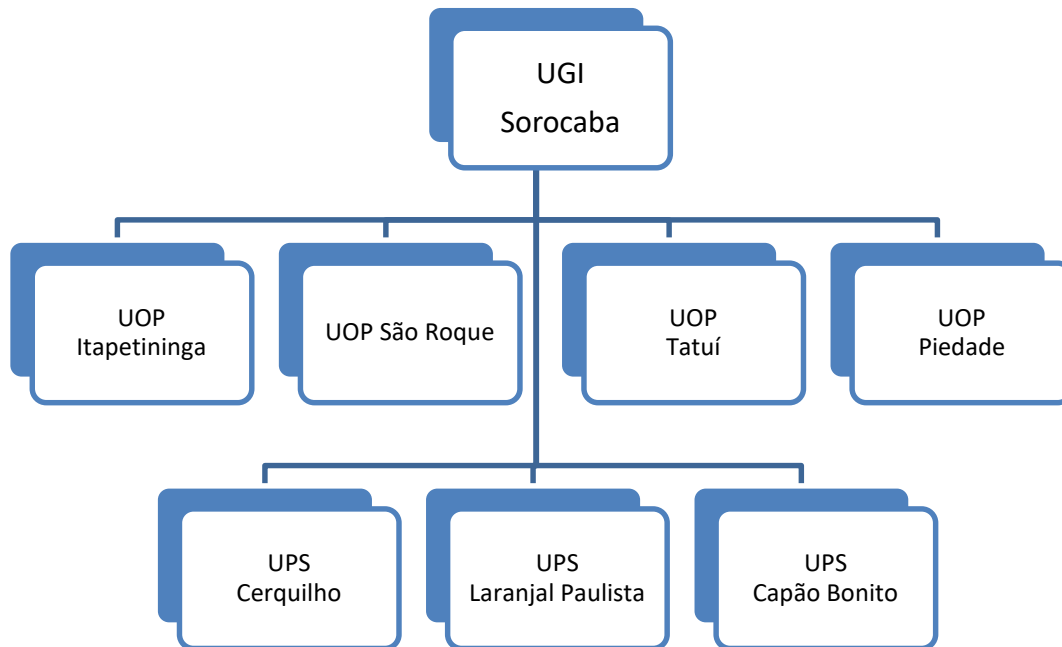 UGI
Sorocaba
UOP
Itapetininga
UOP São Roque
UOP
Tatuí
UOP
Piedade
UPS
Cerquilho
UPS
Laranjal Paulista
UPS
Capão Bonito